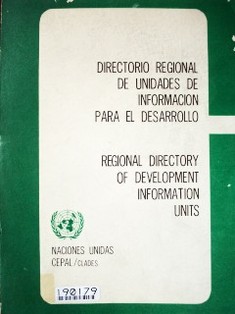 DIRECTORIO REGIONAL
DE UNIDADES DE
INFORMACION
PARA EL DESARROLLO
REGIONAL DIRECTORY
OF DEVELOPMENT
INFORMATION
UNITS
NACIONES UNIDAS
CEPAL/CLADES
190179